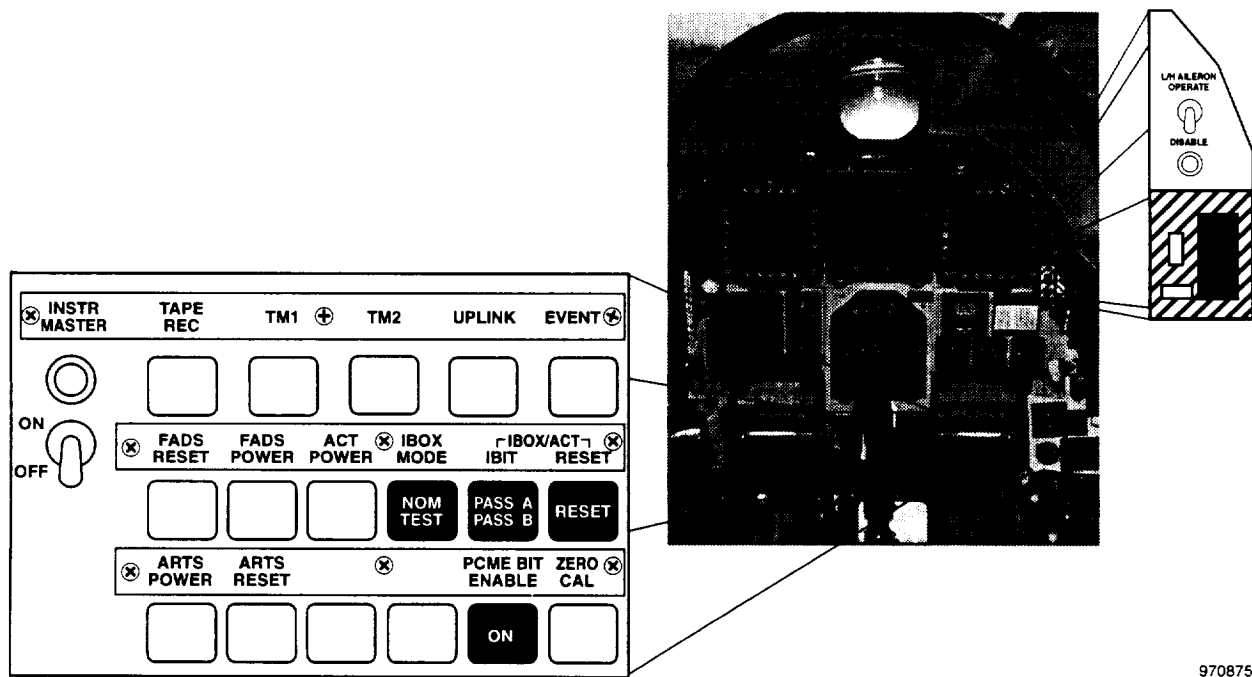 L/H AILERON
OPERATE
DISABLE
INSTR
MASTER
TAPE
REC
TM1
TM2
UPLINK
EVENT
ON
OFF
FADS
RESET
FADS
POWER
ACT
POWER
IBOX
MODE
IBOX/ACT
IBIT
RESET
NOM
TEST
PASS A
PASS B
RESET
ARTS
POWER
ARTS
RESET
PCME BIT
ENABLE
ZERO
CAL
ON
970875